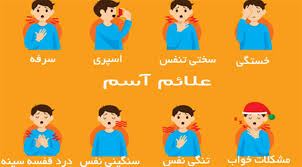 خستگی
سختی تنفس
اسپری
سرفه
علائم آسم
مشکلات خواب
تنگی نفس
سنگینی نفس
درد قفسه سینه